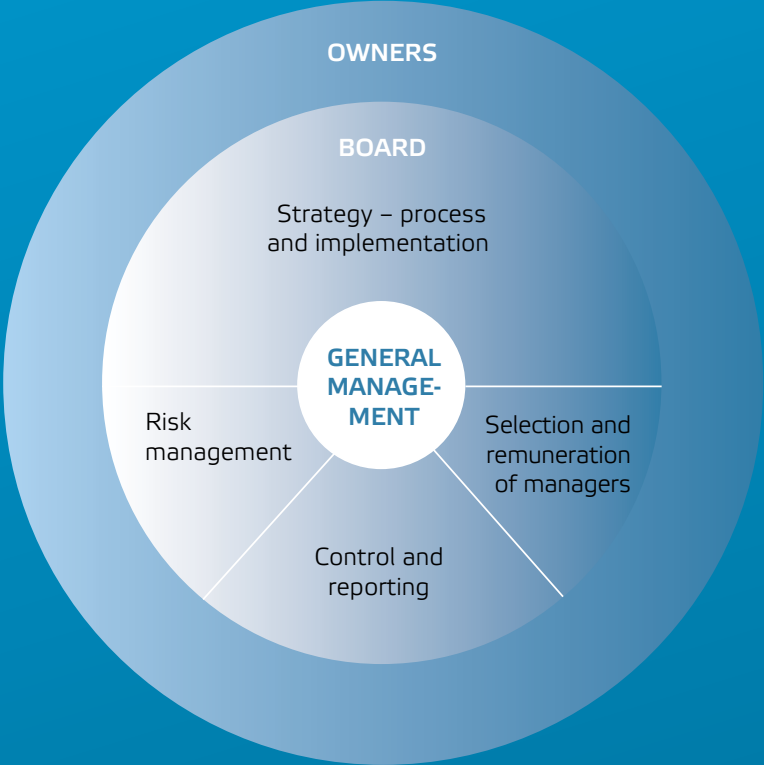 OWNERS
BOARD
Strategy – process
and implementation
GENERAL
MANAGE-
MENT
Risk
management
Selection and
remuneration
of managers
Control and
reporting